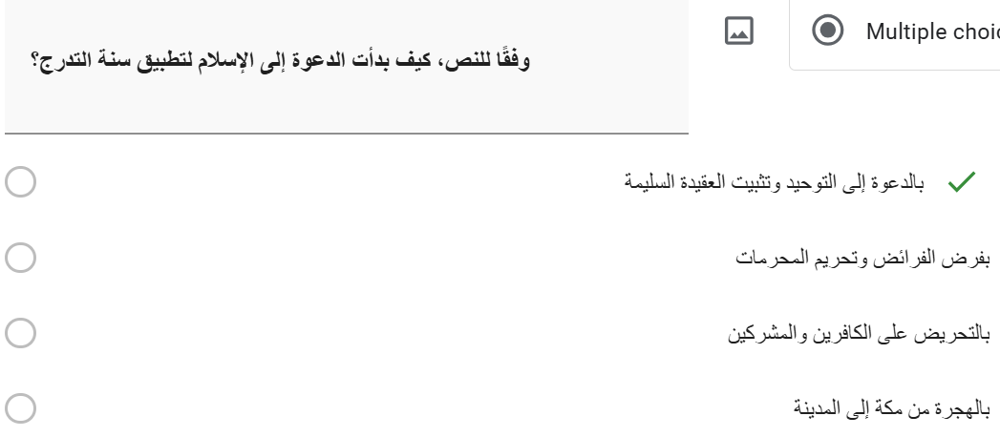 وفقًا للنص، كيف بدأت الدعوة إلى الإسلام لتطبيق سنة التدرج؟
Multiple
بالدعوة إلى التوحيد وتثبيت العقيدة السليمة
بفرض الفرائض وتحريم المحرمات
بالتحريض على الكافرين والمشركين
بالهجرة من مكة إلى المدينة